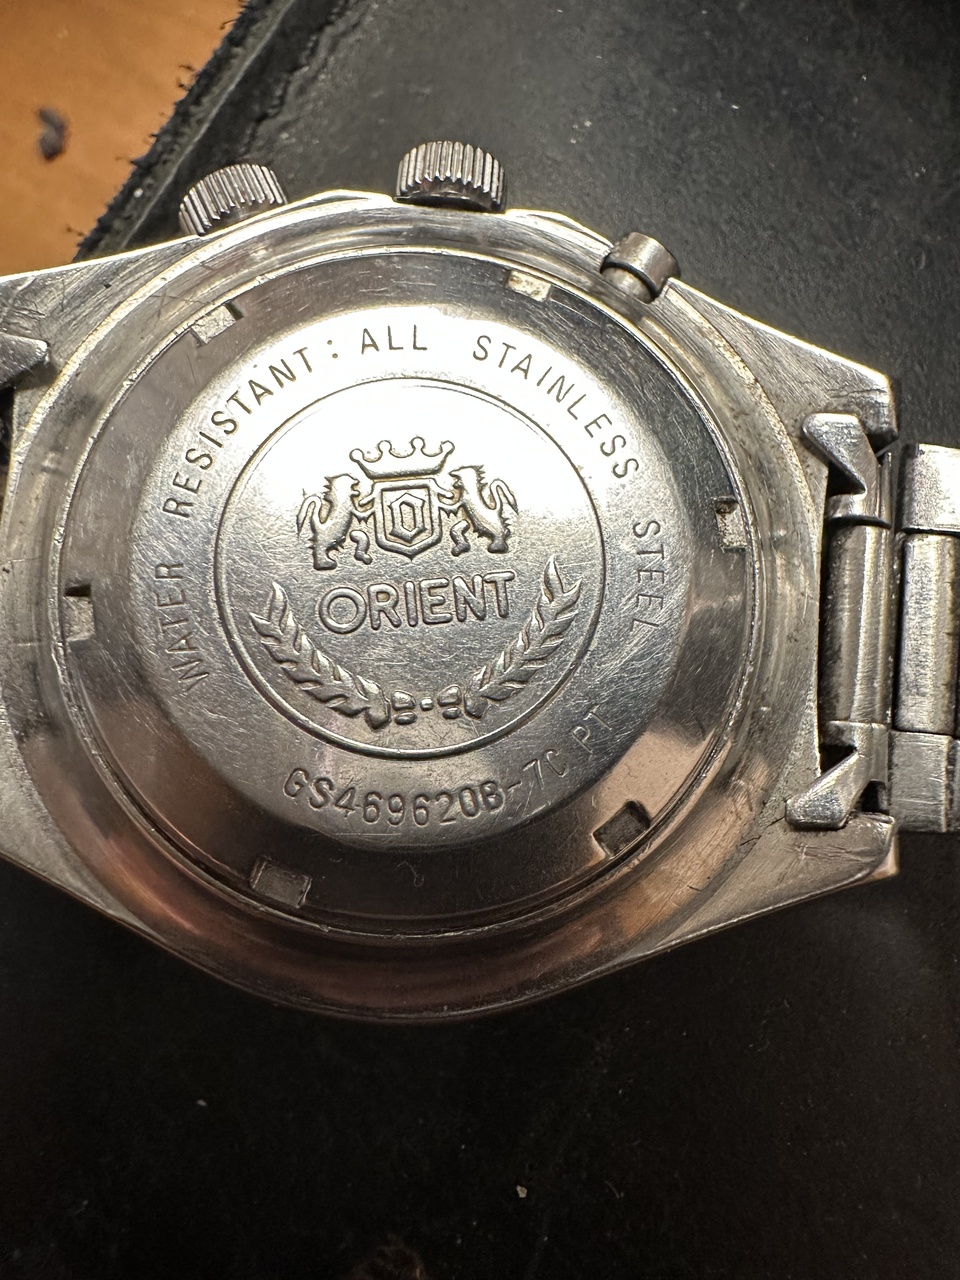 WATER RESISTANT: ALL STAINLESS STEEL
ORIENT
GS469620B-7C PT